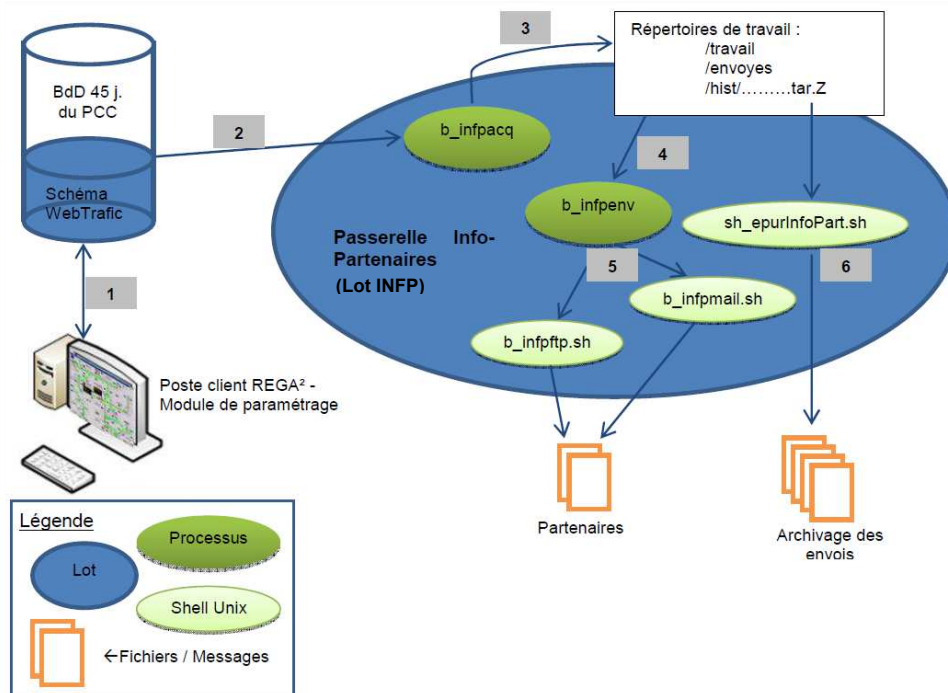 3
Répertoires de travail :
/travail
/envoyes
/hist/.........tar.Z
BdD 45 j.
du PCC
2
b_infpacq
4
Schéma
WebTrafic
b_infpenv
sh_epurInfoPart.sh
Passerelle Info-
Partenaires
(Lot INFP)
5
6
1
b_infpmail.sh
b_infpftp.sh
Poste client REGA² -
Module de paramétrage
Partenaires
Archivage des
envois
Légende
Processus
Lot
Shell Unix
←Fichiers / Messages